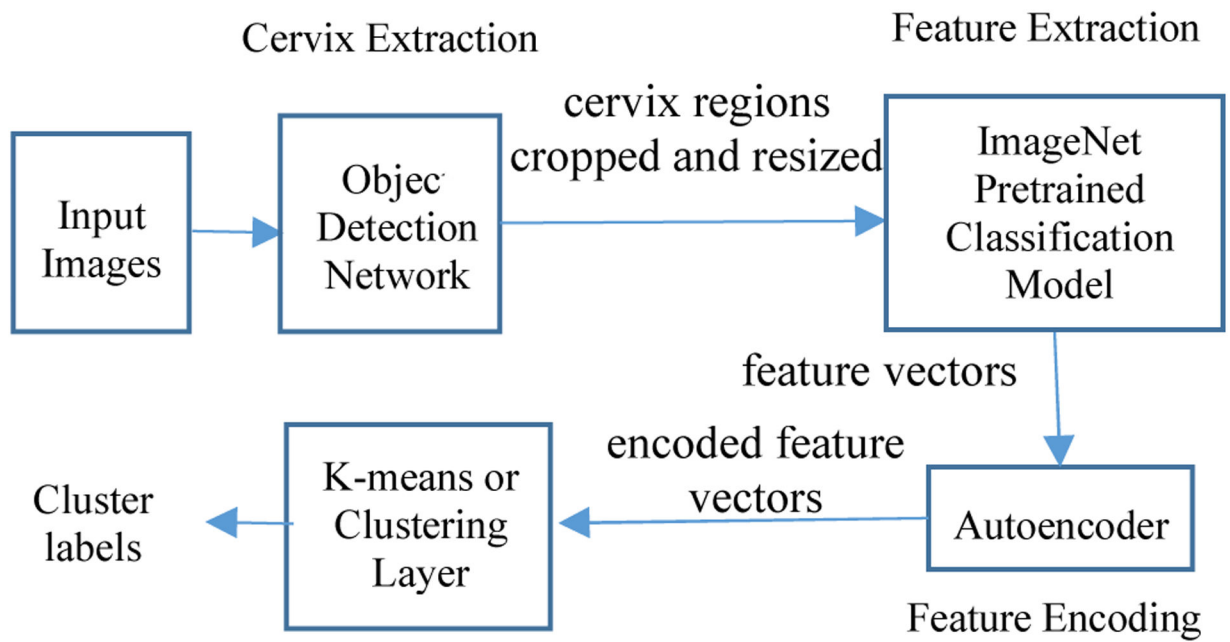 Cervix Extraction
Feature Extraction
Input
Images
Objec
Detection
Network
cervix regions
cropped and resized
ImageNet
Pretrained
Classification
Model
feature vectors
Autoencoder
Feature Encoding
encoded feature
vectors
K-means or
Clustering
Layer
Cluster
labels